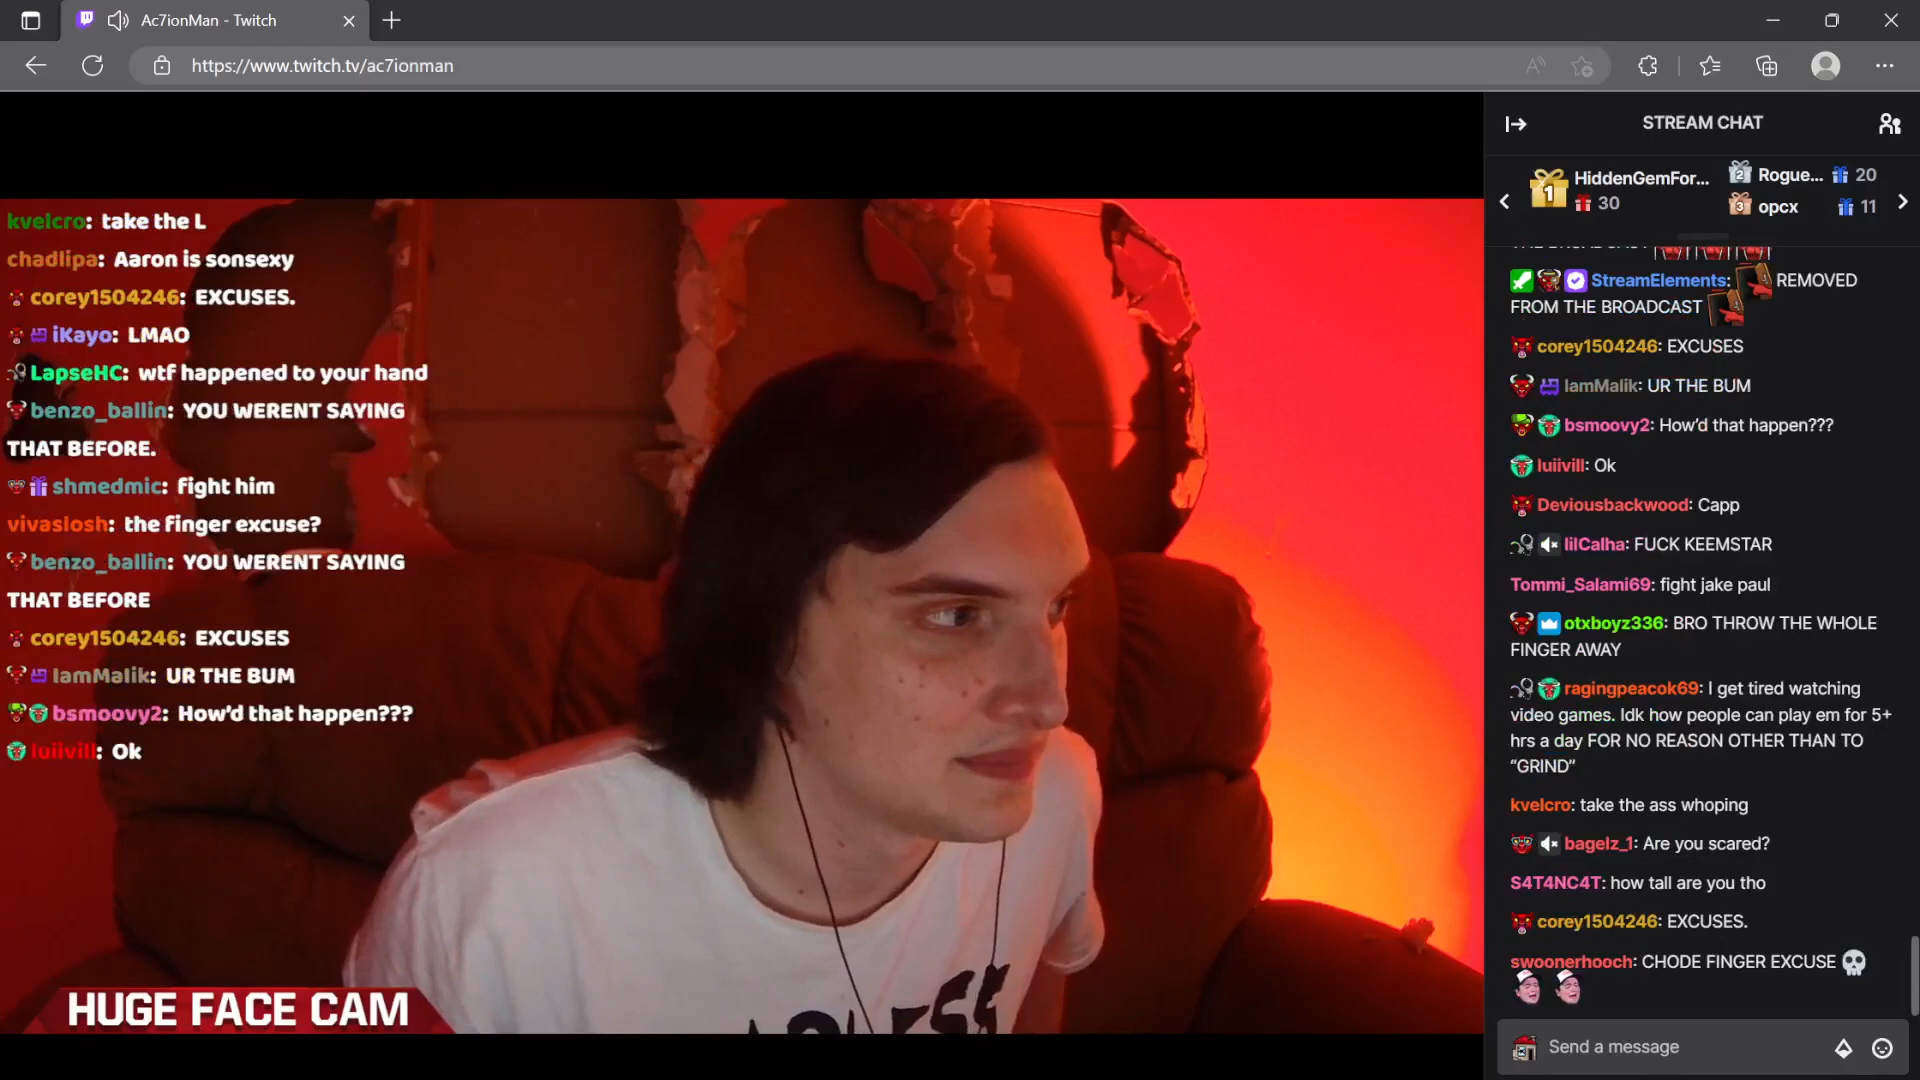 Ac7ionMan - Twitch
https://www.twitch.tv/ac7ionman
kvelcro: take the L
chadlipa: Aaron is sonsexy
corey1504246: EXCUSES.
iKayo: LMAO
LapseHC: wtf happened to your hand
benzo_ballin: YOU WERENT SAYING
THAT BEFORE.
shmedmic: fight him
vivaslosh: the finger excuse?
benzo_ballin: YOU WERENT SAYING
THAT BEFORE
corey1504246: EXCUSES
IamMalik: UR THE BUM
bsmoovy2: How'd that happen???
luiivill: Ok
HUGE FACE CAM
STREAM CHAT
1 HiddenGemFor... 30
2 Rogue... 20
3 opcx 11
StreamElements: REMOVED
FROM THE BROADCAST
corey1504246: EXCUSES
IamMalik: UR THE BUM
bsmoovy2: How'd that happen???
luiivill: Ok
Deviousbackwood: Capp
lilCalha: FUCK KEEMSTAR
Tommi_Salami69: fight jake paul
otxboyz336: BRO THROW THE WHOLE
FINGER AWAY
ragingpeacok69: I get tired watching
video games. Idk how people can play em for 5+
hrs a day FOR NO REASON OTHER THAN TO
“GRIND”
kvelcro: take the ass whoping
bagelz_1: Are you scared?
S4T4NC4T: how tall are you tho
corey1504246: EXCUSES.
swoonerhooch: CHODE FINGER EXCUSE
Send a message